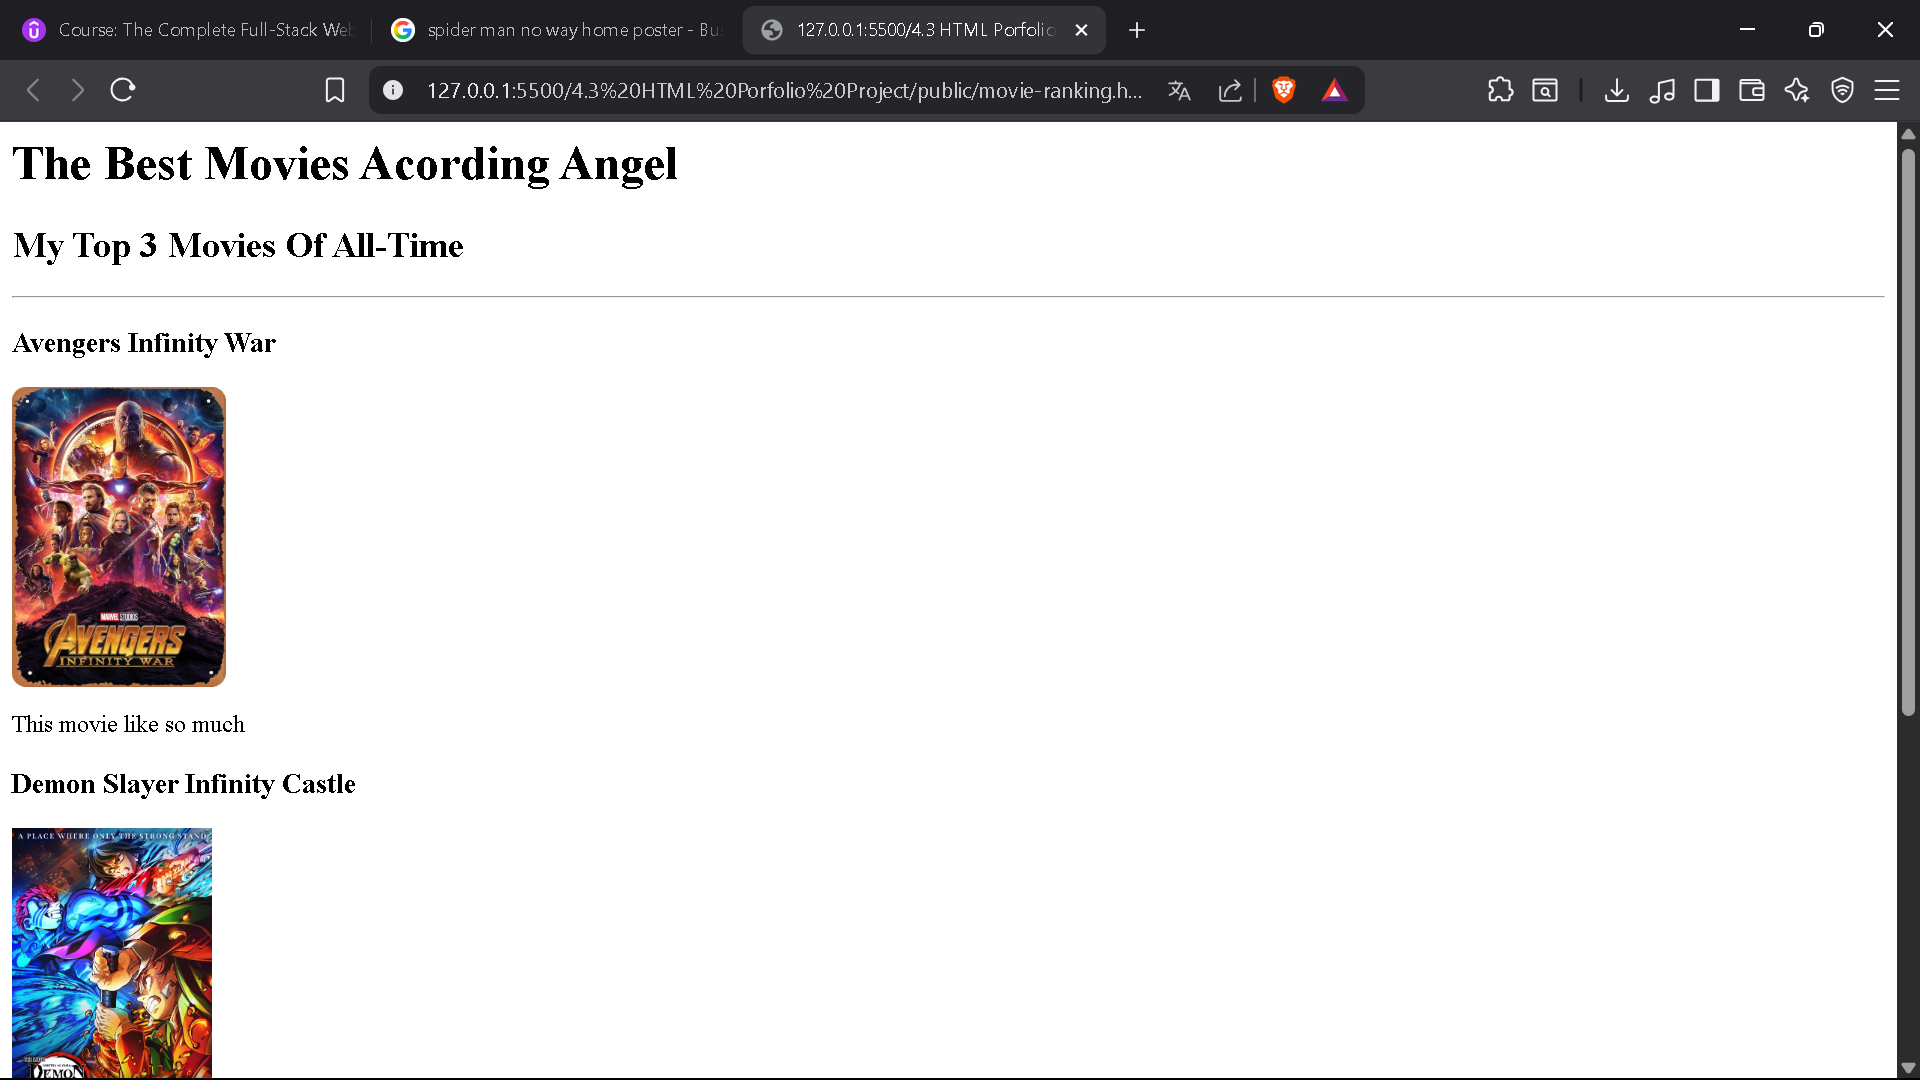 Course: The Complete Full-Stack Web
spider man no way home poster - Bus
127.0.0.1:5500/4.3 HTML Porfolio
127.0.0.1:5500/4.3%20HTML%20Porfolio%20Project/public/movie-ranking.h...
The Best Movies Acording Angel
My Top 3 Movies Of All-Time
Avengers Infinity War
MARVEL STUDIOS
AVENGERS
INFINITY WAR
This movie like so much
Demon Slayer Infinity Castle
A PLACE WHERE ONLY THE STRONG STAND
DEMON